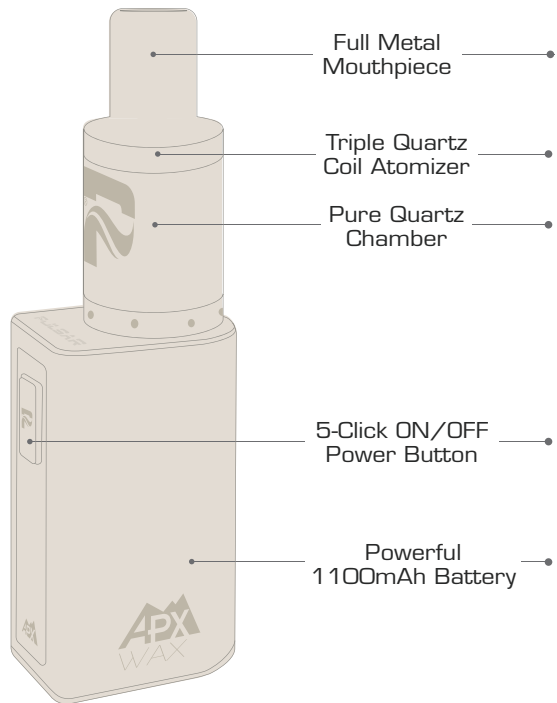 Full Metal
Mouthpiece
Triple Quartz
Coil Atomizer
Pure Quartz
Chamber
PULSAR
5-Click ON/OFF
Power Button
Powerful
1100mAh Battery
APX
WAX